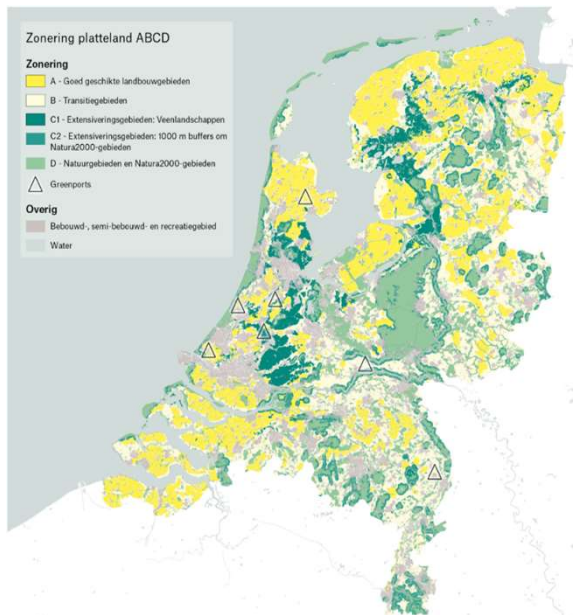 Zonering platteland ABCD
Zonering
A - Goed geschikte landbouwgebieden
B - Transitiegebieden
C1 - Extensiveringsgebieden: Veenlandschappen
C2 - Extensiveringsgebieden: 1000 m buffers om
Natura2000-gebieden
D - Natuurgebieden en Natura2000-gebieden
Greenports
Overig
Bebouwd-, semi-bebouwd- en recreatiegebied
Water